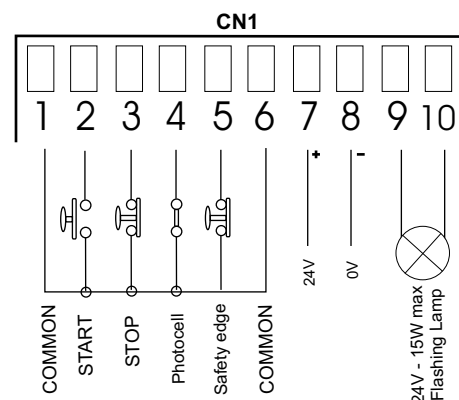 CN1
1 2 3 4 5 6 7 8 9 10
+ -
COMMON
START
STOP
Photocell
Safety edge
COMMON
24V
0V
24V - 15W max
Flashing Lamp